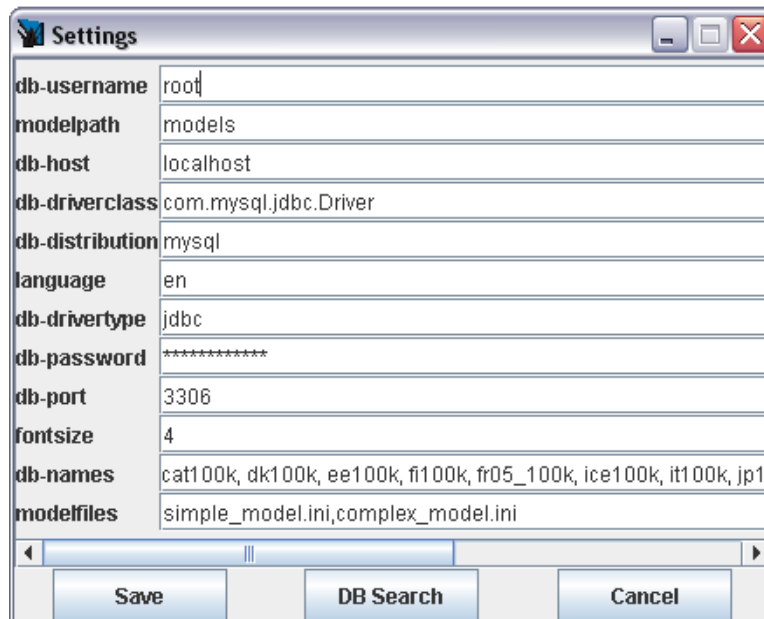 Settings
db-username root
modelpath models
db-host localhost
db-driverclass com.mysql.jdbc.Driver
db-distribution mysql
language en
db-drivertype jdbc
db-password ************
db-port 3306
fontsize 4
db-names cat100k, dk100k, ee100k, fi100k, fr05_100k, ice100k, it100k, jp1
modelfiles simple_model.ini,complex_model.ini
Save DB Search Cancel